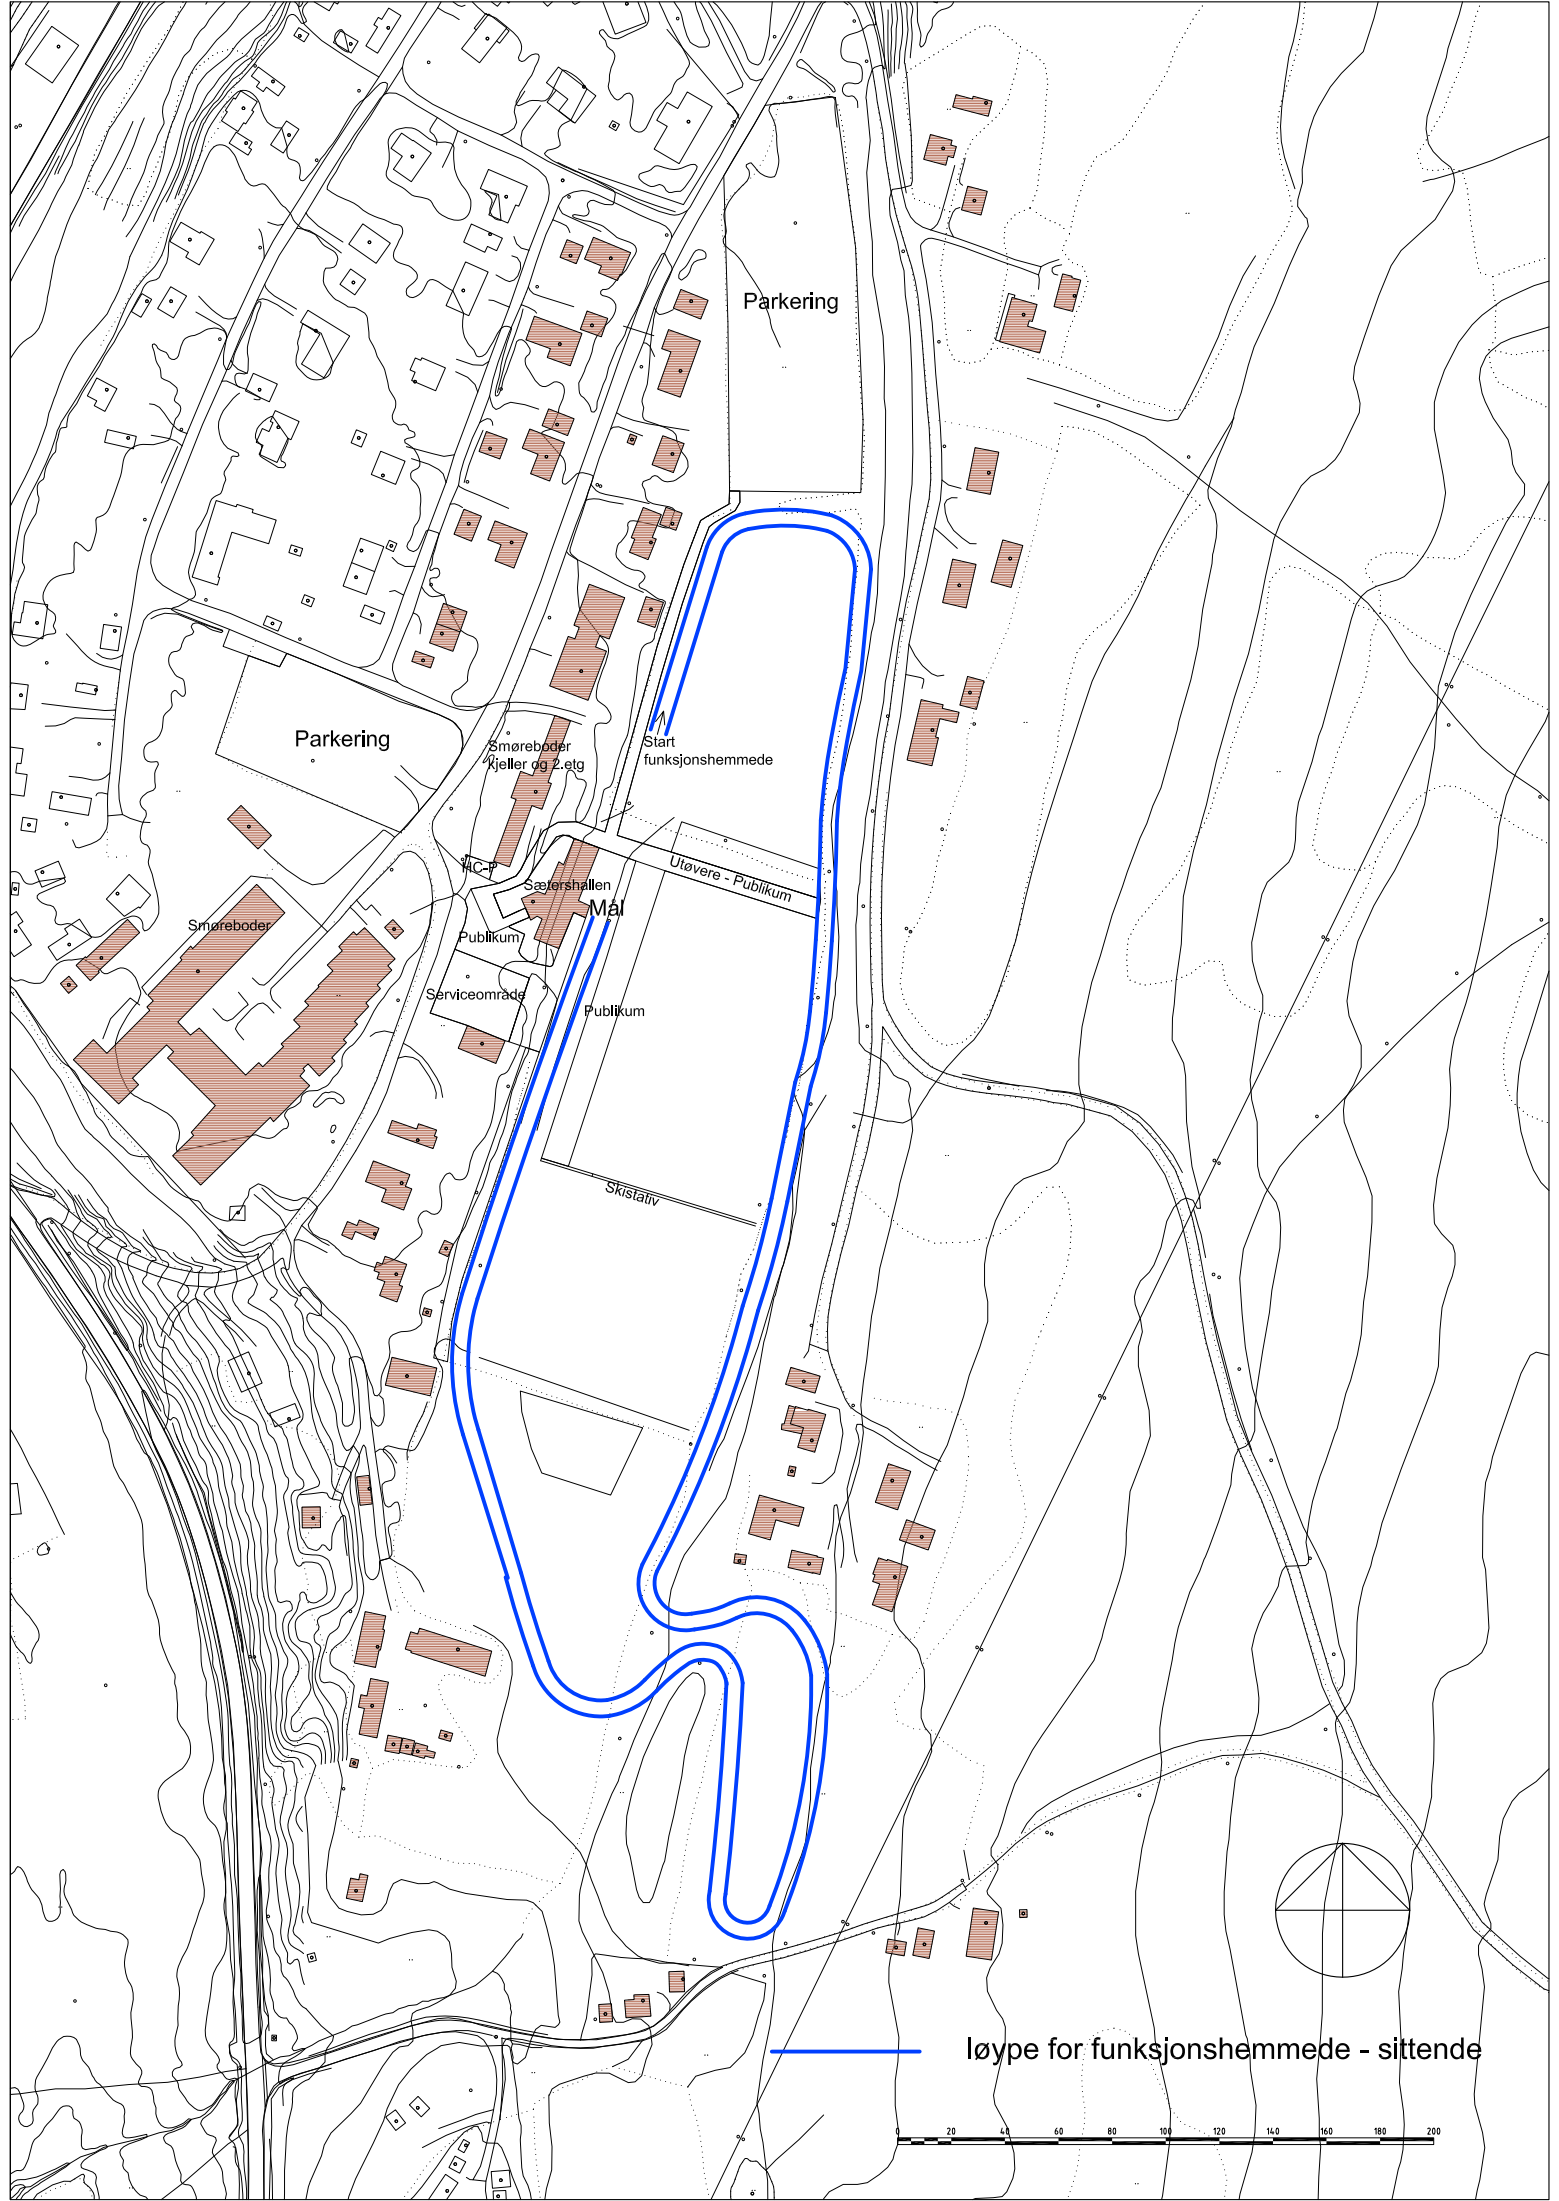 Parkering
Parkering
Smøreboder
kjeller og 2.etg
Start
funksjonshemmede
HC-P
Sætershallen
Utøvere - Publikum
Mål
Smøreboder
Publikum
Serviceområde
Publikum
Skistativ
løype for funksjonshemmede - sittende
0 20 40 60 80 100 120 140 160 180 200